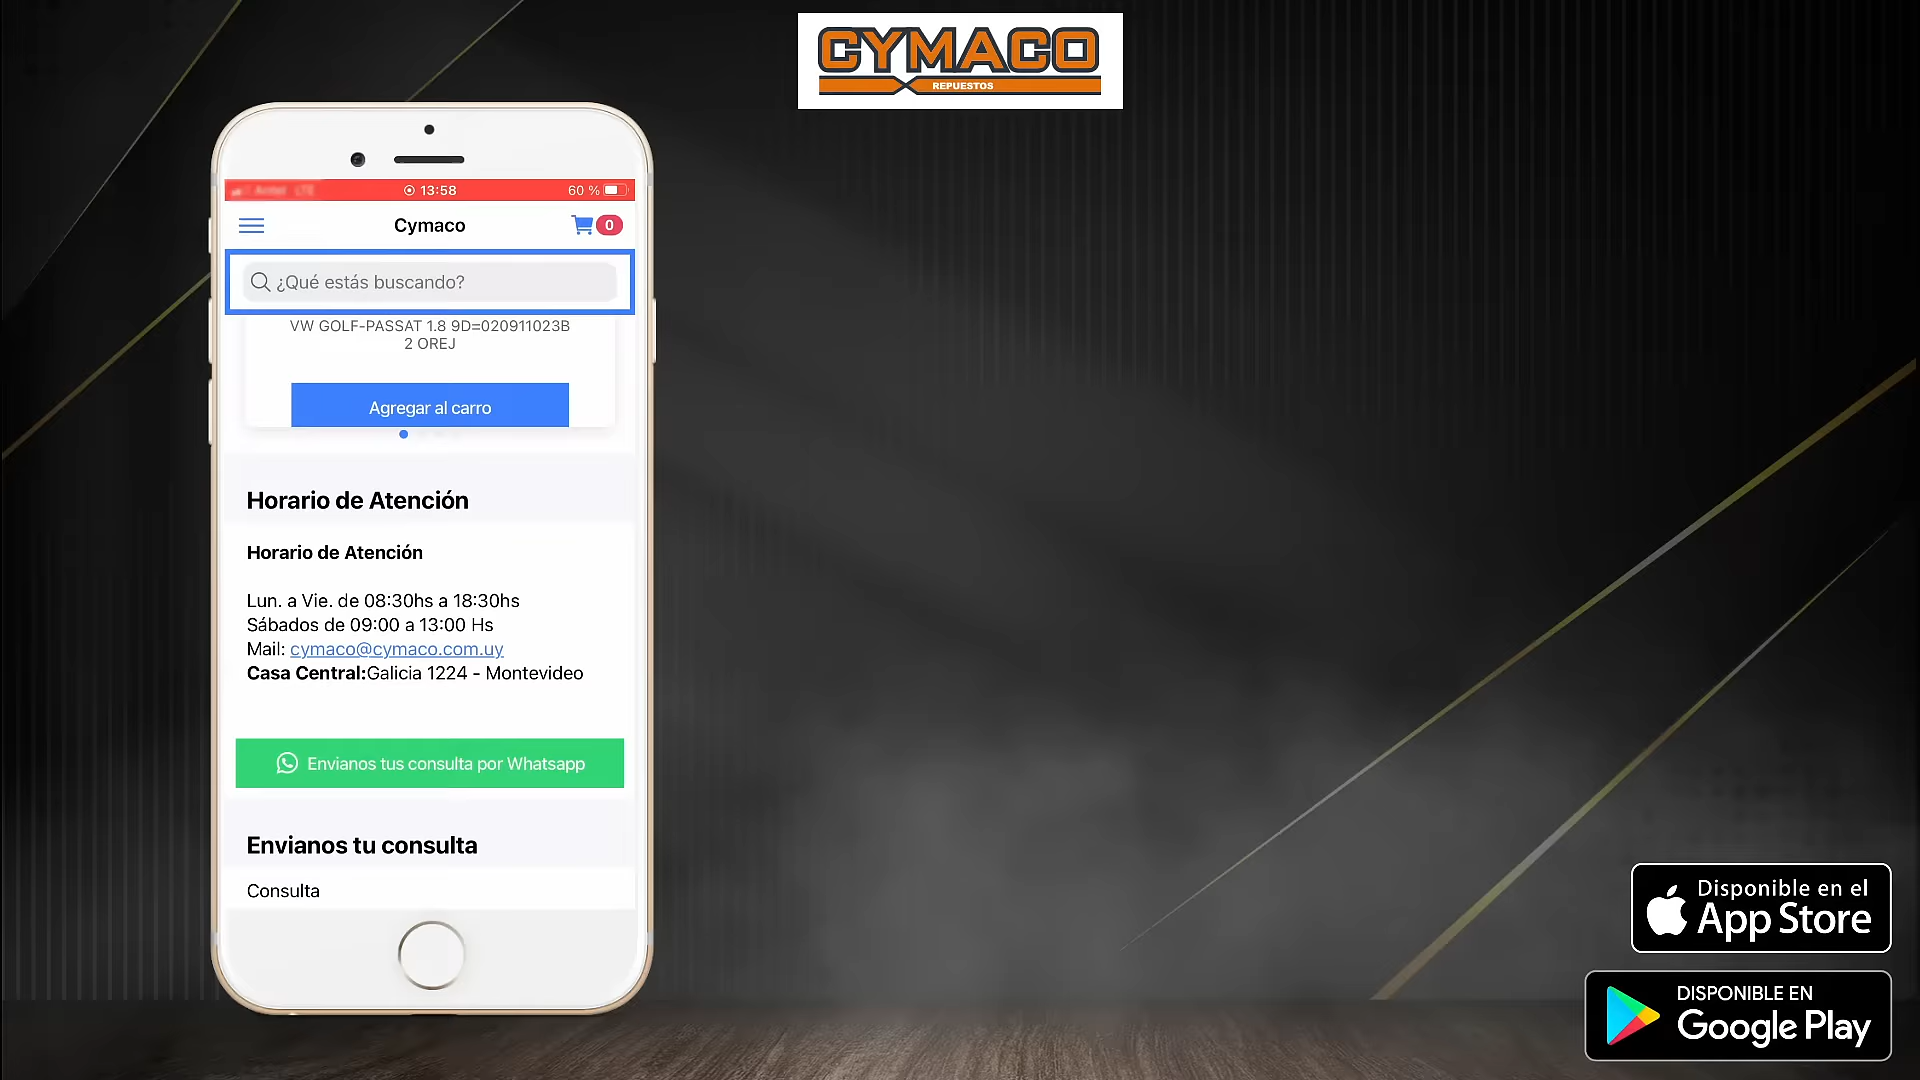 CYMACO
REPUESTOS
13:58
60 %
Cymaco
0
¿Qué estás buscando?
VW GOLF-PASSAT 1.8 9D=020911023B
2 OREJ
Agregar al carro
Horario de Atención
Horario de Atención
Lun. a Vie. de 08:30hs a 18:30hs
Sábados de 09:00 a 13:00 Hs
Mail: cymaco@cymaco.com.uy
Casa Central:Galicia 1224 - Montevideo
Envianos tus consulta por Whatsapp
Envianos tu consulta
Consulta
Disponible en el
App Store
DISPONIBLE EN
Google Play